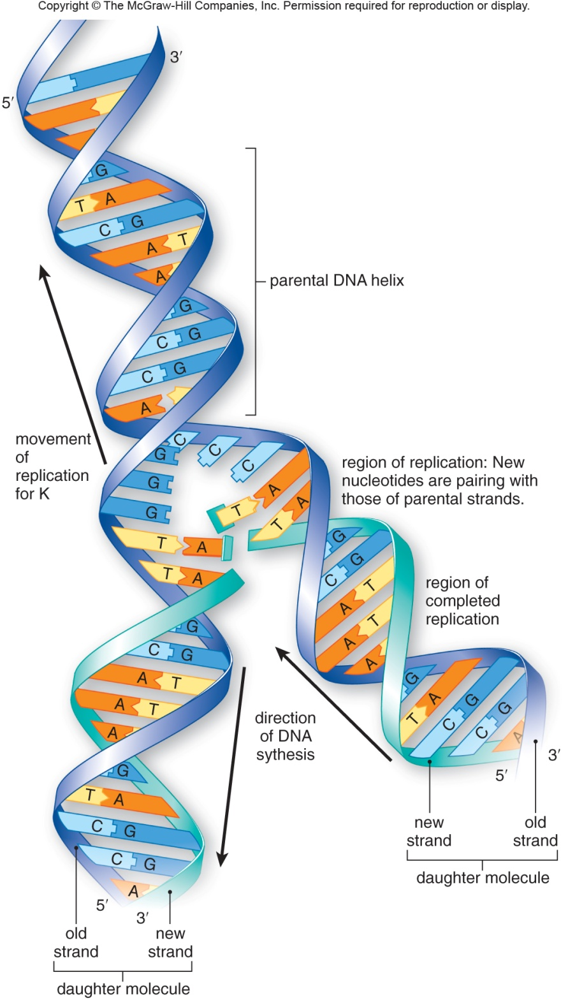 Copyright © The McGraw-Hill Companies, Inc. Permission required for reproduction or display.
3′
5′
G
T A
C G
A T
A
parental DNA helix
G
C G
C G
A
movement
of
replication
for K
C
G
C
C
G
G
A
A
T
T
T A
T A
region of replication: New
nucleotides are pairing with
those of parental strands.
G
C G
A T
A T
A
region of
completed
replication
G
C G
A T
A T
A
G
T A
C G
C G
A
direction
of DNA
sythesis
3′
5′
new
strand
old
strand
daughter molecule
G
T A
C G
C G
A
5′
3′
old
strand
new
strand
daughter molecule